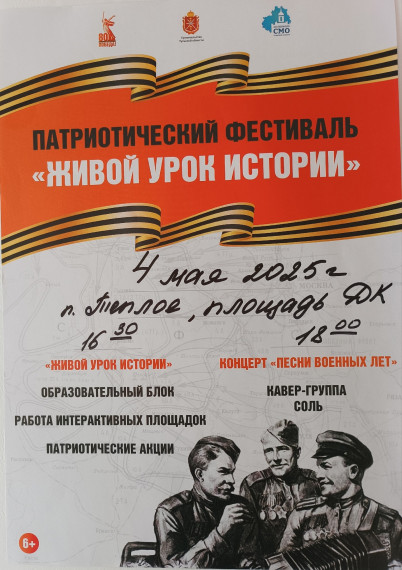 СМО
ПАТРИОТИЧЕСКИЙ ФЕСТИВАЛЬ
«ЖИВОЙ УРОК ИСТОРИИ»
4 мая 2025 г
п. Теплое, площадь ДК
16 30
18 00
«ЖИВОЙ УРОК ИСТОРИИ»
ОБРАЗОВАТЕЛЬНЫЙ БЛОК
РАБОТА ИНТЕРАКТИВНЫХ ПЛОЩАДОК
ПАТРИОТИЧЕСКИЕ АКЦИИ
КОНЦЕРТ «ПЕСНИ ВОЕННЫХ ЛЕТ»
КАВЕР-ГРУППА
СОЛЬ
6+